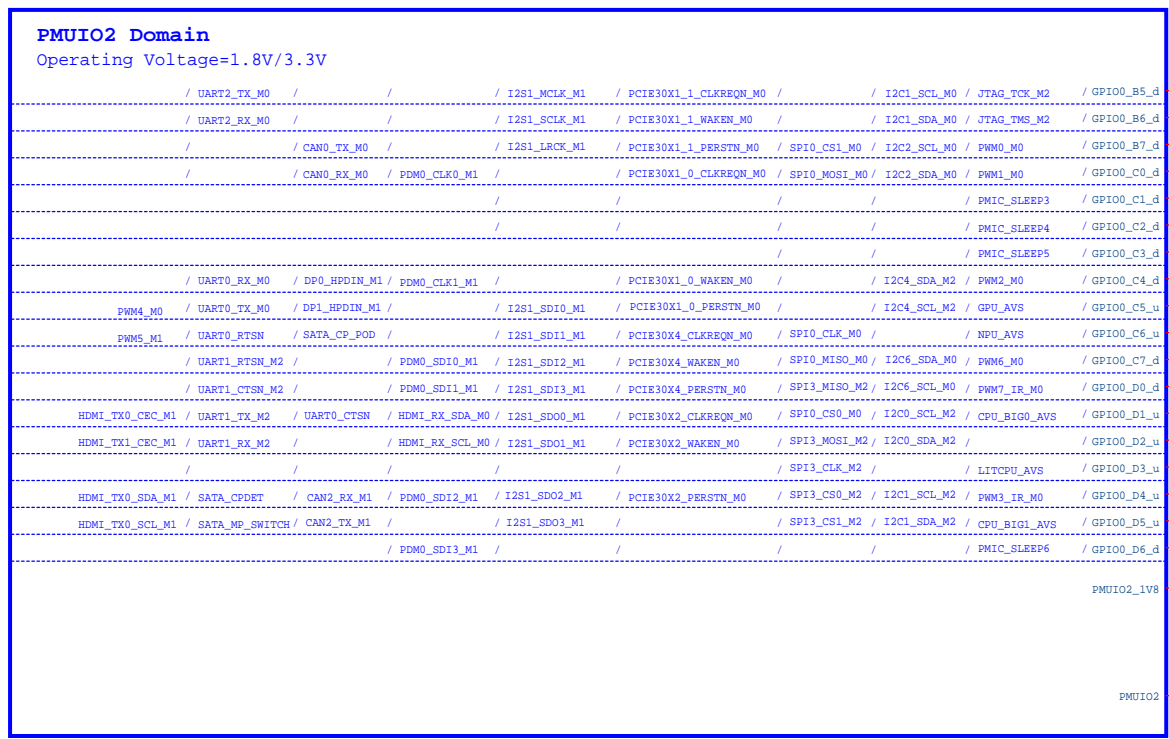 PMUIO2 Domain
Operating Voltage=1.8V/3.3V
/ UART2_TX_M0 / / / I2S1_MCLK_M1 / PCIE30X1_1_CLKREQN_M0 / / I2C1_SCL_M0 / JTAG_TCK_M2 / GPIO0_B5_d
/ UART2_RX_M0 / / / I2S1_SCLK_M1 / PCIE30X1_1_WAKEN_M0 / / I2C1_SDA_M0 / JTAG_TMS_M2 / GPIO0_B6_d
/ / CAN0_TX_M0 / / I2S1_LRCK_M1 / PCIE30X1_1_PERSTN_M0 / SPI0_CS1_M0 / I2C2_SCL_M0 / PWM0_M0 / GPIO0_B7_d
/ / CAN0_RX_M0 / PDM0_CLK0_M1 / / PCIE30X1_0_CLKREQN_M0 / SPI0_MOSI_M0 / I2C2_SDA_M0 / PWM1_M0 / GPIO0_C0_d
/ / / / / PMIC_SLEEP3 / GPIO0_C1_d
/ / / / / PMIC_SLEEP4 / GPIO0_C2_d
/ / / PMIC_SLEEP5 / GPIO0_C3_d
/ UART0_RX_M0 / DP0_HPDIN_M1 / PDM0_CLK1_M1 / / PCIE30X1_0_WAKEN_M0 / / I2C4_SDA_M2 / PWM2_M0 / GPIO0_C4_d
PWM4_M0 / UART0_TX_M0 / DP1_HPDIN_M1 / / I2S1_SDI0_M1 / PCIE30X1_0_PERSTN_M0 / / I2C4_SCL_M2 / GPU_AVS / GPIO0_C5_u
PWM5_M1 / UART0_RTSN / SATA_CP_POD / / I2S1_SDI1_M1 / PCIE30X4_CLKREQN_M0 / SPI0_CLK_M0 / / NPU_AVS / GPIO0_C6_u
/ UART1_RTSN_M2 / / PDM0_SDI0_M1 / I2S1_SDI2_M1 / PCIE30X4_WAKEN_M0 / SPI0_MISO_M0 / I2C6_SDA_M0 / PWM6_M0 / GPIO0_C7_d
/ UART1_CTSN_M2 / / PDM0_SDI1_M1 / I2S1_SDI3_M1 / PCIE30X4_PERSTN_M0 / SPI3_MISO_M2 / I2C6_SCL_M0 / PWM7_IR_M0 / GPIO0_D0_d
HDMI_TX0_CEC_M1 / UART1_TX_M2 / UART0_CTSN / HDMI_RX_SDA_M0 / I2S1_SDO0_M1 / PCIE30X2_CLKREQN_M0 / SPI0_CS0_M0 / I2C0_SCL_M2 / CPU_BIG0_AVS / GPIO0_D1_u
HDMI_TX1_CEC_M1 / UART1_RX_M2 / / HDMI_RX_SCL_M0 / I2S1_SDO1_M1 / PCIE30X2_WAKEN_M0 / SPI3_MOSI_M2 / I2C0_SDA_M2 / / GPIO0_D2_u
/ / / / / / SPI3_CLK_M2 / / LITCPU_AVS / GPIO0_D3_u
HDMI_TX0_SDA_M1 / SATA_CPDET / CAN2_RX_M1 / PDM0_SDI2_M1 / I2S1_SDO2_M1 / PCIE30X2_PERSTN_M0 / SPI3_CS0_M2 / I2C1_SCL_M2 / PWM3_IR_M0 / GPIO0_D4_u
HDMI_TX0_SCL_M1 / SATA_MP_SWITCH / CAN2_TX_M1 / / I2S1_SDO3_M1 / / SPI3_CS1_M2 / I2C1_SDA_M2 / CPU_BIG1_AVS / GPIO0_D5_u
/ PDM0_SDI3_M1 / / / / / PMIC_SLEEP6 / GPIO0_D6_d
PMUIO2_1V8
PMUIO2